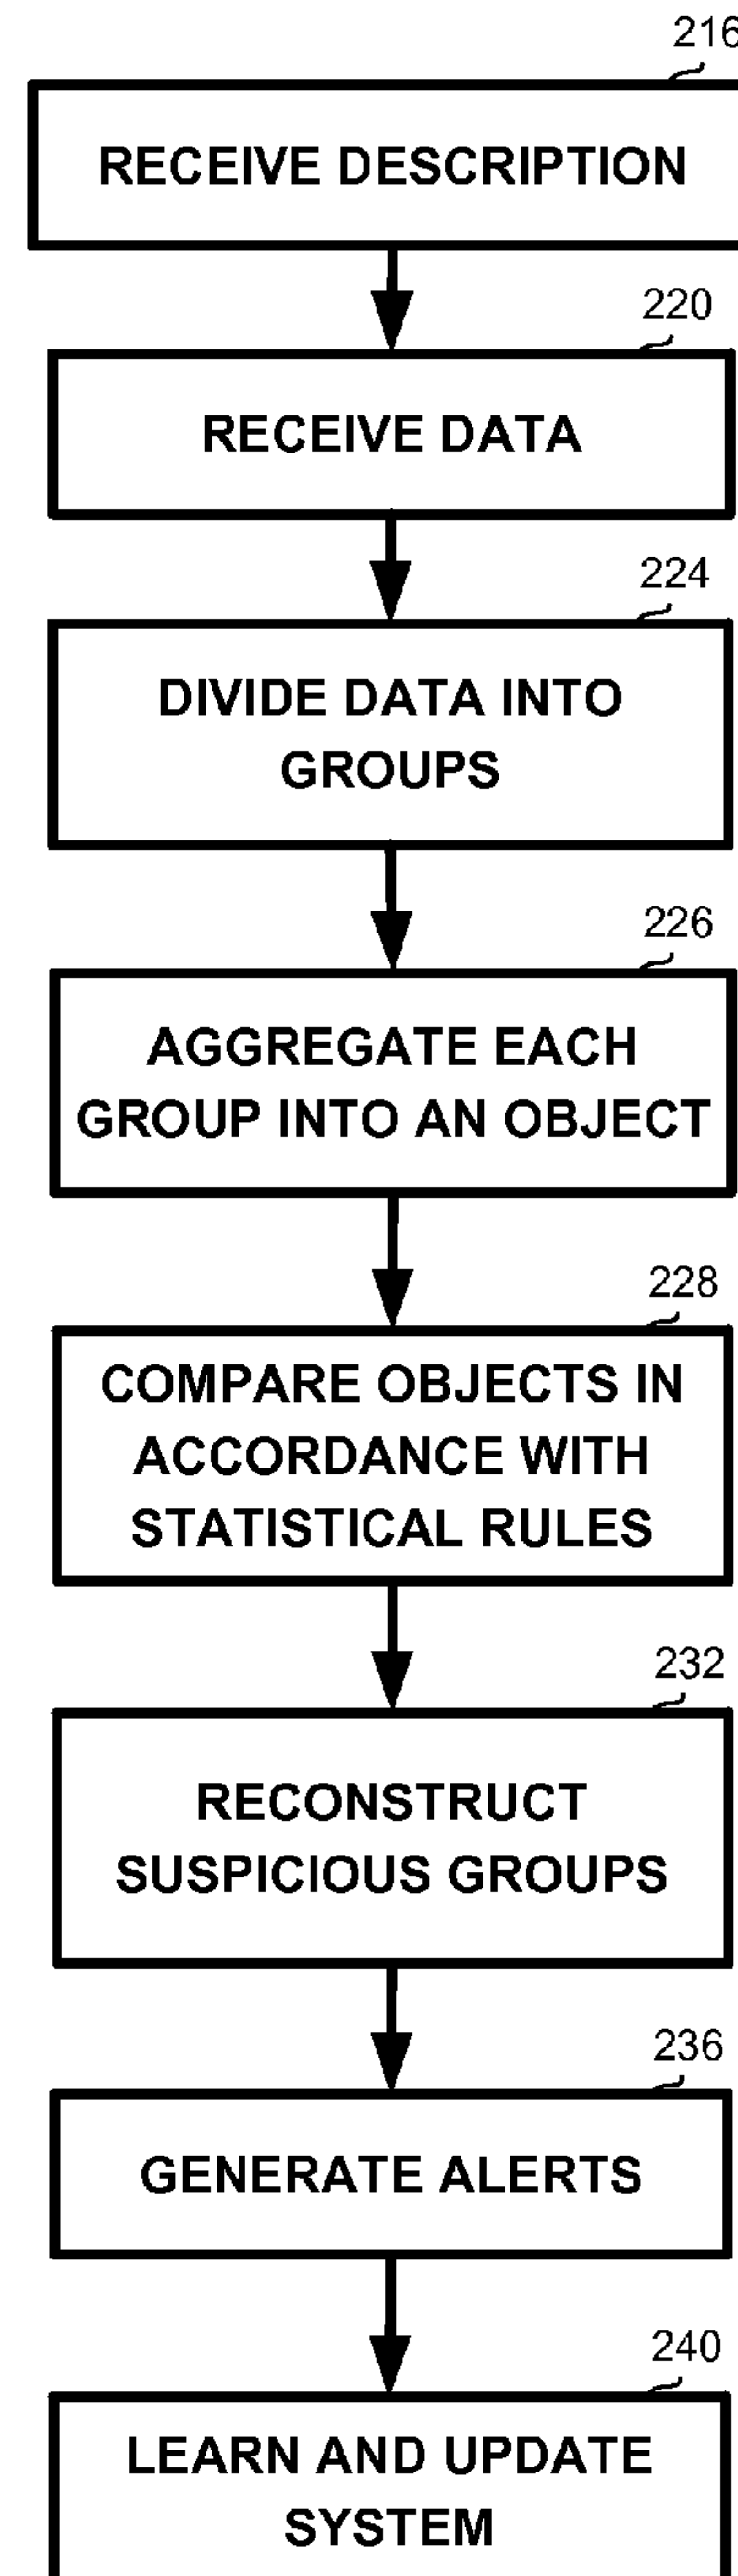 216
RECEIVE DESCRIPTION
220
RECEIVE DATA
224
DIVIDE DATA INTO
GROUPS
226
AGGREGATE EACH
GROUP INTO AN OBJECT
228
COMPARE OBJECTS IN
ACCORDANCE WITH
STATISTICAL RULES
232
RECONSTRUCT
SUSPICIOUS GROUPS
236
GENERATE ALERTS
240
LEARN AND UPDATE
SYSTEM